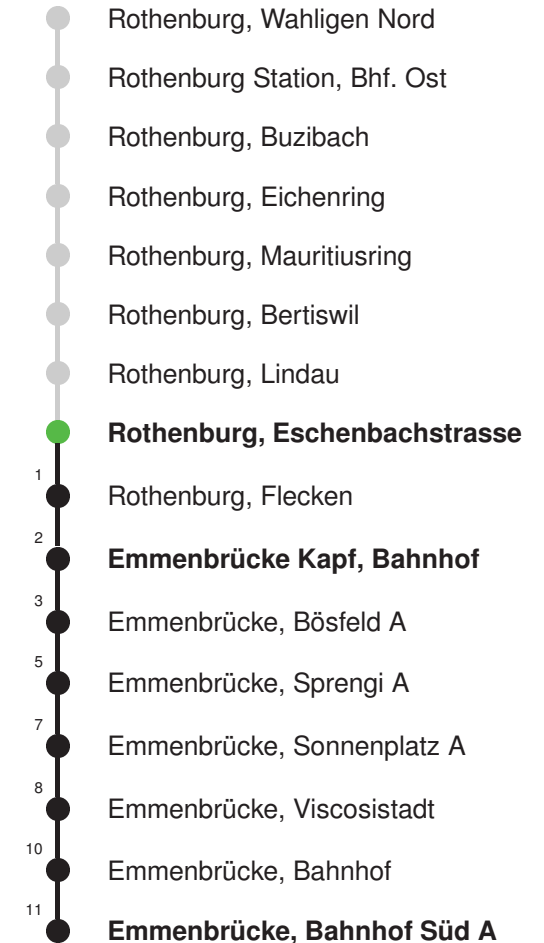 Rothenburg, Wahligen Nord
Rothenburg Station, Bhf. Ost
Rothenburg, Buzibach
Rothenburg, Eichenring
Rothenburg, Mauritiusring
Rothenburg, Bertiswil
Rothenburg, Lindau
Rothenburg, Eschenbachstrasse
1 Rothenburg, Flecken
2 Emmenbrücke Kapf, Bahnhof
3 Emmenbrücke, Bösfeld A
5 Emmenbrücke, Sprengi A
7 Emmenbrücke, Sonnenplatz A
8 Emmenbrücke, Viscosistadt
10 Emmenbrücke, Bahnhof
11 Emmenbrücke, Bahnhof Süd A